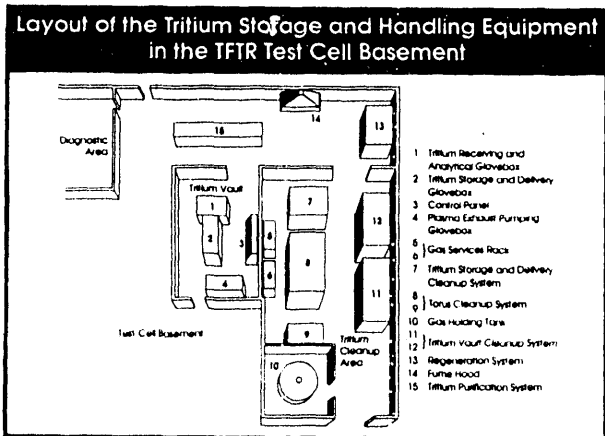 Layout of the Tritium Storage and Handling Equipment
in the TFTR Test Cell Basement
14
13
15
Diagnostic
Area
Tritium Vault
1
2
3
4
5
6
7
8
9
10
11
12
Test Cell Basement
Tritium
Cleanup
Area
1 Tritium Receiving and
Analytical Glovebox
2 Tritium Storage and Delivery
Glovebox
3 Control Panel
4 Plasma Exhaust Pumping
Glovebox
5
6 } Gas Services Rack
7 Tritium Storage and Delivery
Cleanup System
8
9 } Torus Cleanup System
10 Gas Holding Tank
11
12 } Tritium Vault Cleanup System
13 Regeneration System
14 Fume Hood
15 Tritium Purification System